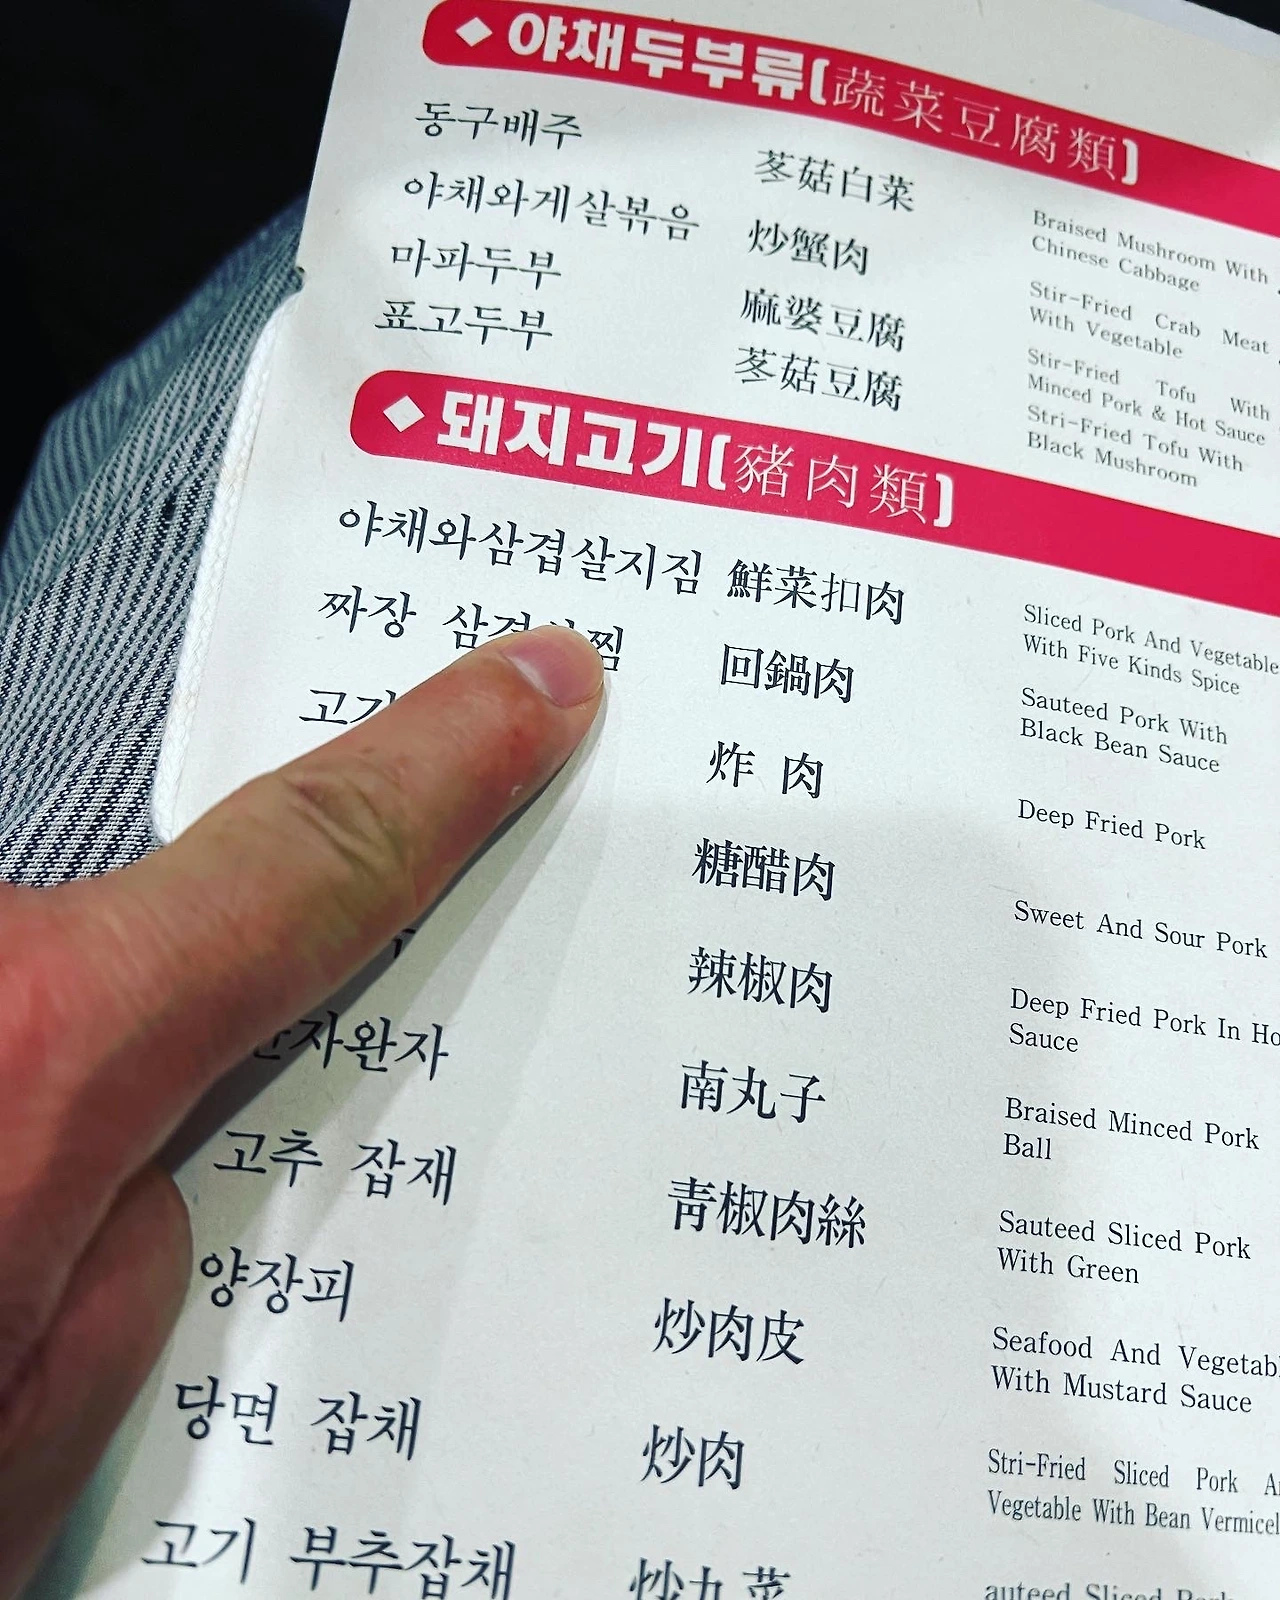 야채두부류(蔬菜豆腐類)
동구배추 苳菇白菜 Braised Mushroom With
Chinese Cabbage
야채와게살볶음 炒蟹肉 Stir-Fried Crab Meat
With Vegetable
마파두부 麻婆豆腐 Stir-Fried Tofu With
Minced Pork & Hot Sauce
표고두부 苳菇豆腐 Stri-Fried Tofu With
Black Mushroom
돼지고기(豬肉類)
야채와삼겹살지짐 鮮菜扣肉 Sliced Pork And Vegetable
With Five Kinds Spice
짜장 回鍋肉 Sauteed Pork With
Black Bean Sauce
고기 炸 肉 Deep Fried Pork
糖醋肉 Sweet And Sour Pork
辣椒肉 Deep Fried Pork In
Sauce
南丸子 Braised Minced Pork
Ball
고추 잡재 靑椒肉絲 Sauteed Sliced Pork
With Green
양장피 炒肉皮 Seafood And
With Mustard Sauce
당면 잡채 炒肉 Stri-Fried Sliced Pork
Vegetable With Bean
고기 부추잡채 Sliced